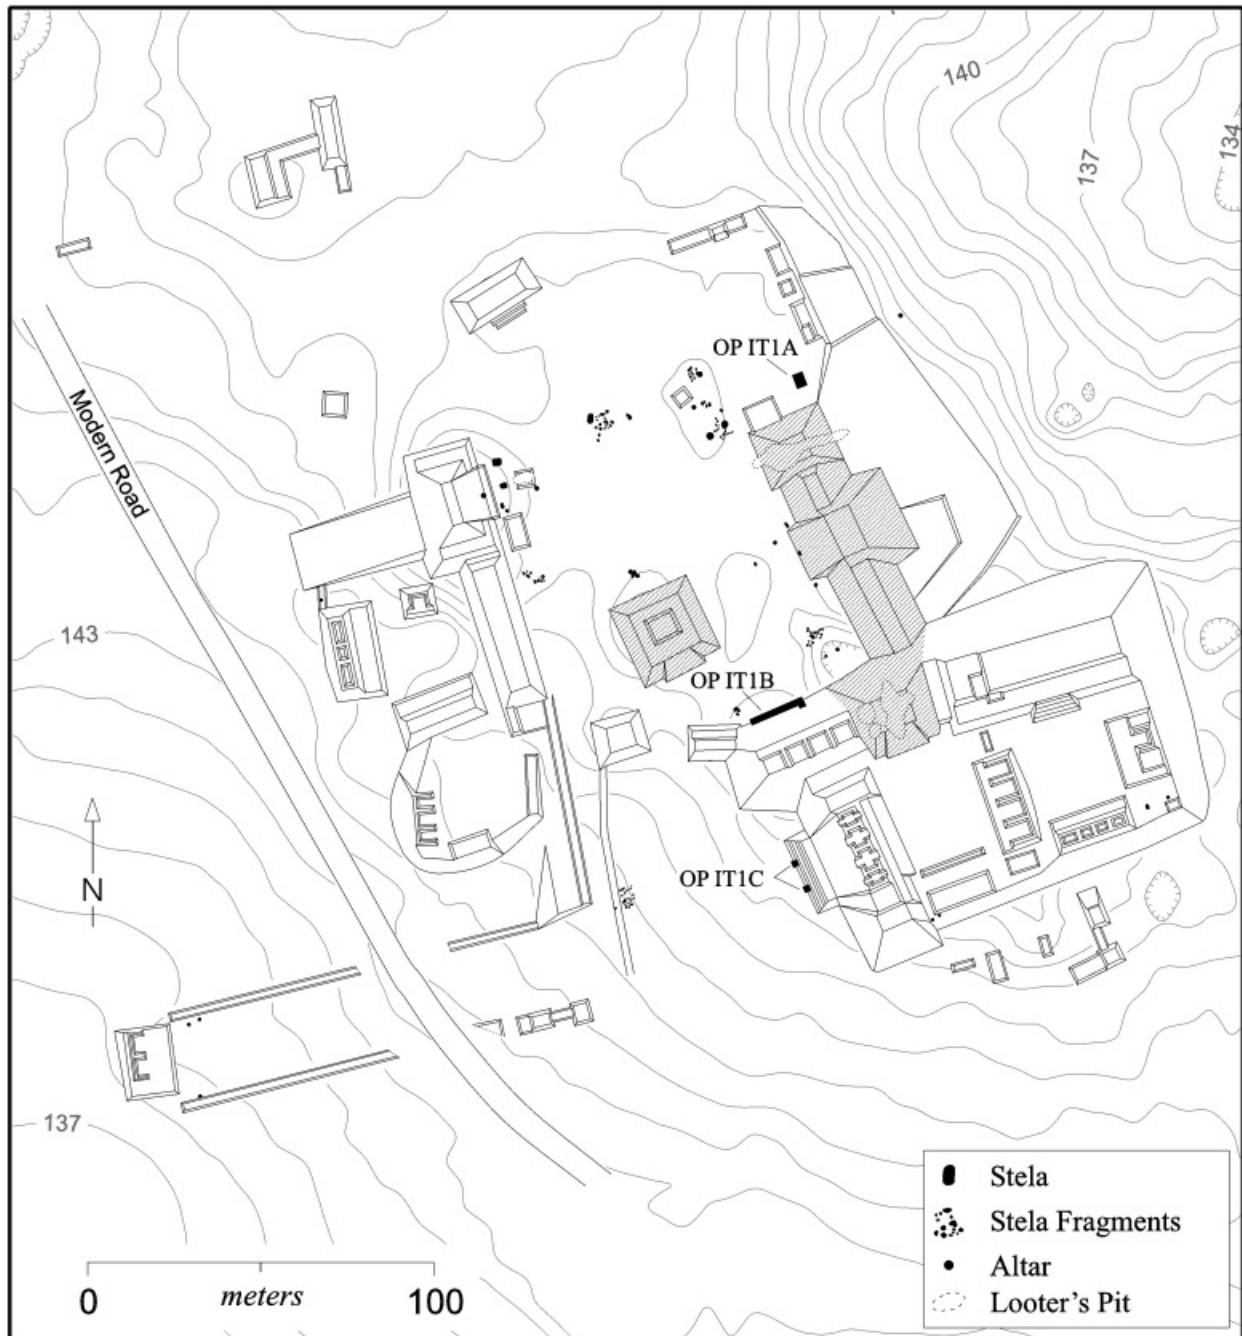 140
134
137
OP IT1A
Modern Road
143
OP IT1B
OP IT1C
N
137
Stela
Stela Fragments
Altar
Looter's Pit
0 meters 100